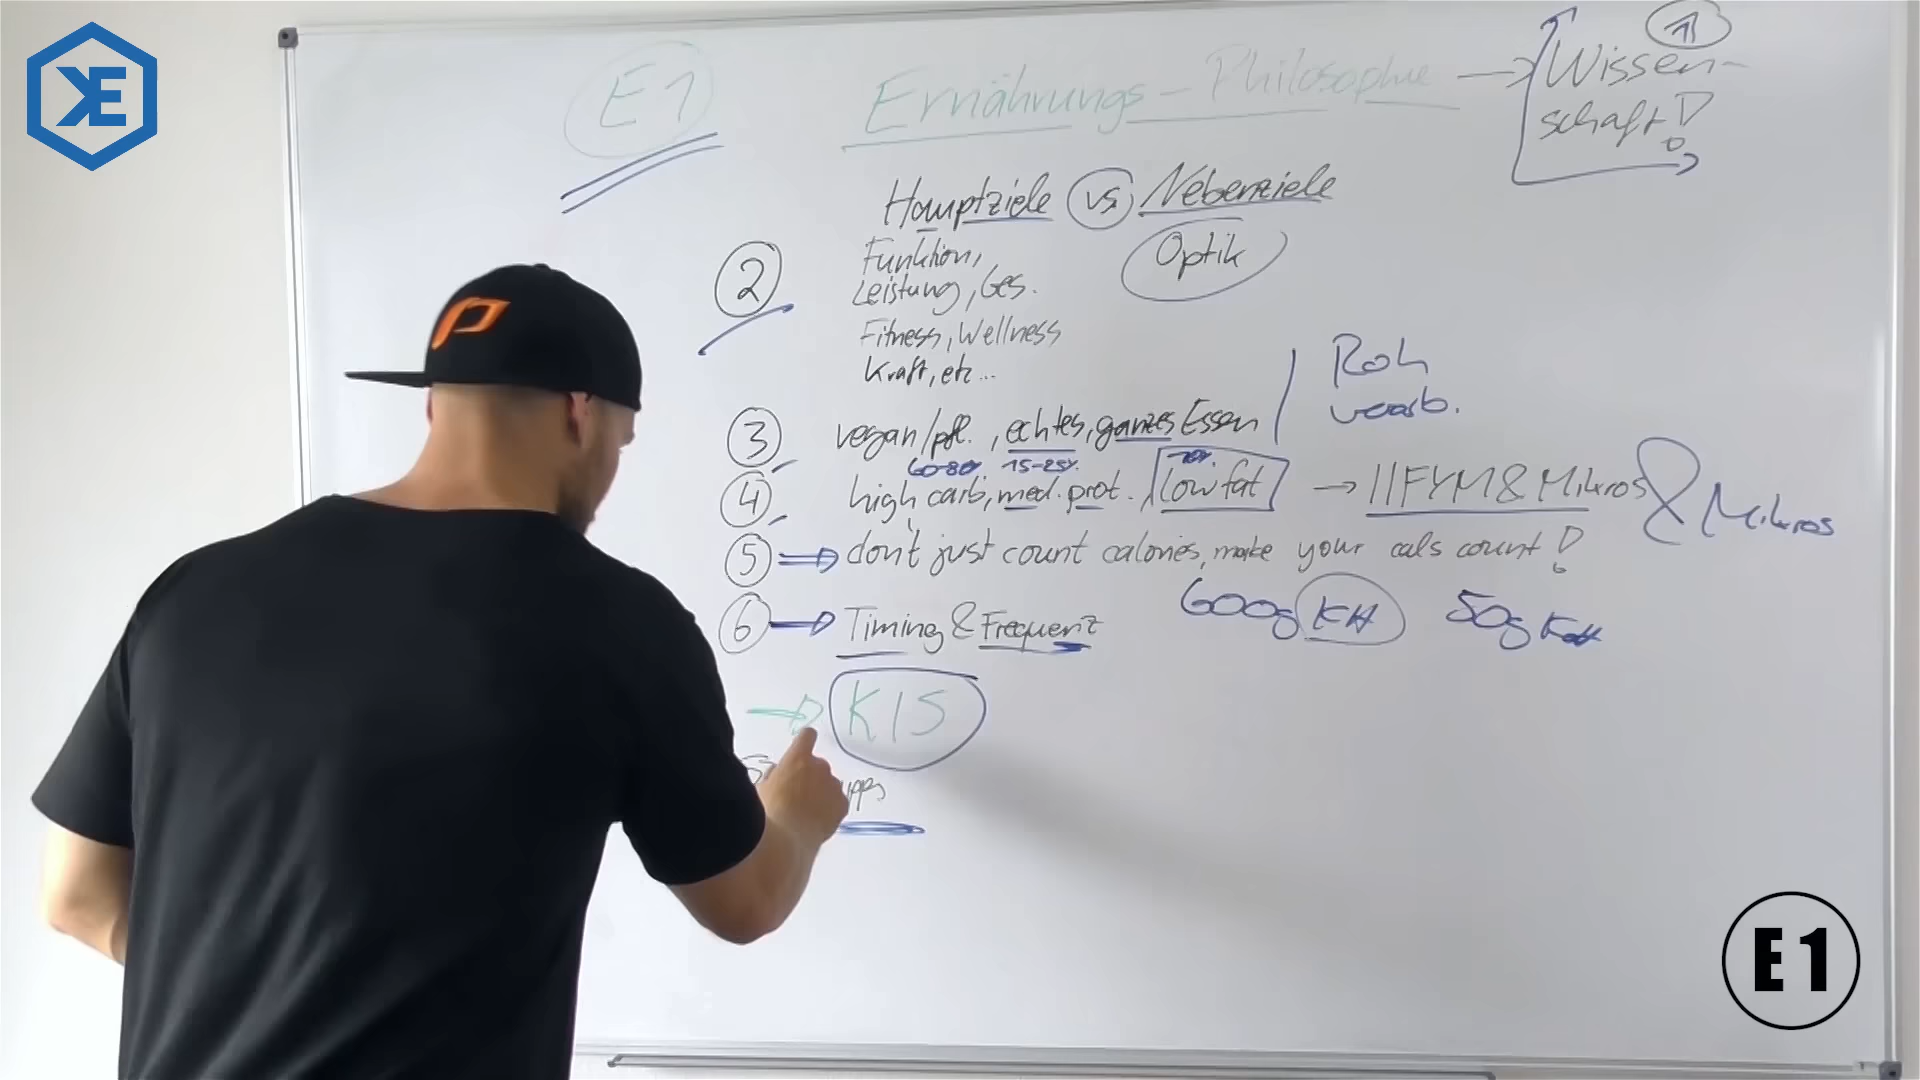 KE
E1 Ernährungs-Philosophie → Wissen-
schaft!
Hauptziele vs Nebenziele
2 Funktion, Optik
Leistung, Ges.
Fitness, Wellness
Kraft, etc...
Roh
verarb.
3 vegan/pfl., echtes, ganzes Essen
60-80% 15-25%
4 high carb, med. prot. low fat → IIFYM & Mikros & Mikros
5 ⇒ don't just count calories, make your cals count!
6 ⇒ Timing & Frequenz 600g KH 50g KH
⇒ KIS
E1